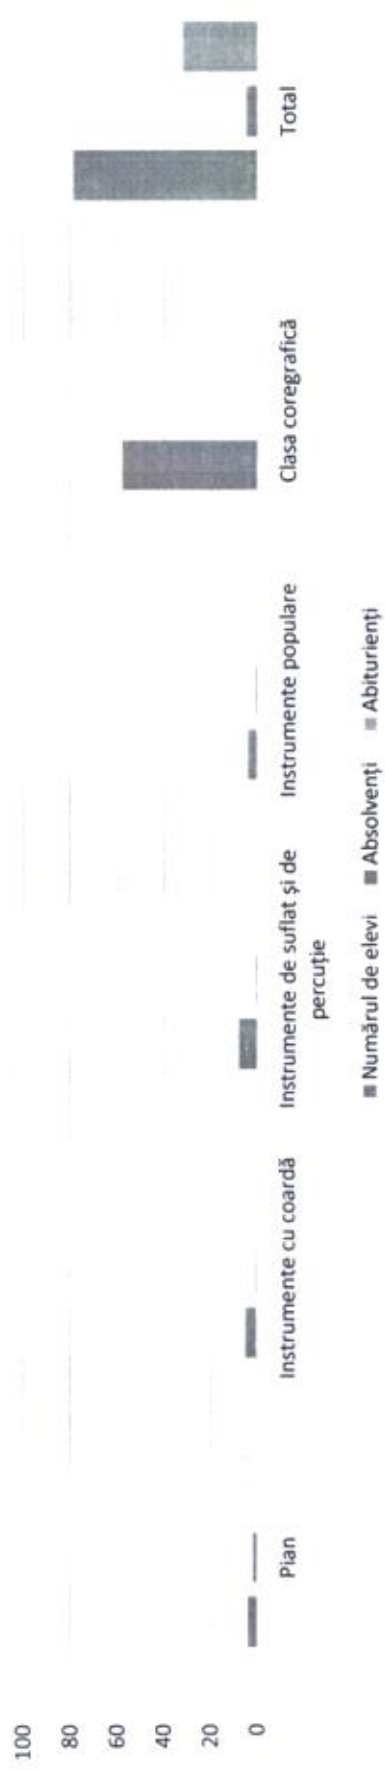 100
80
60
40
20
0
Pian
Instrumente cu coardă
Instrumente de suflat și de
percuție
Instrumente populare
Clasa coregrafică
Total
Numărul de elevi
Absolvenți
Abiturienți